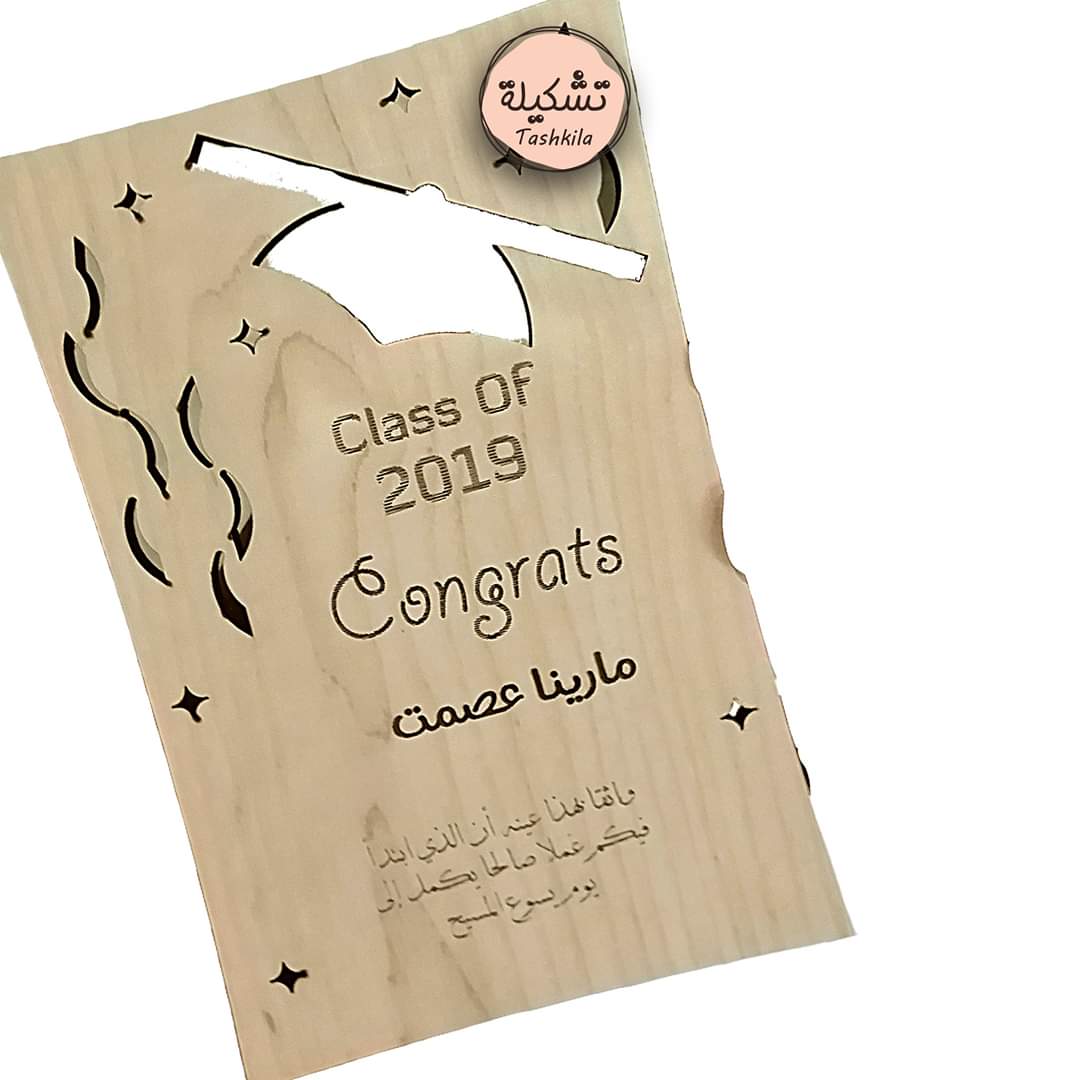 تشكيلة
Tashkila
Class Of
2019
Congrats
مارينا عصمت
واثقا بهذا عينه أن الذي ابتدأ
فيكم عملا صالحا يكمل إلى
يوم يسوع المسيح